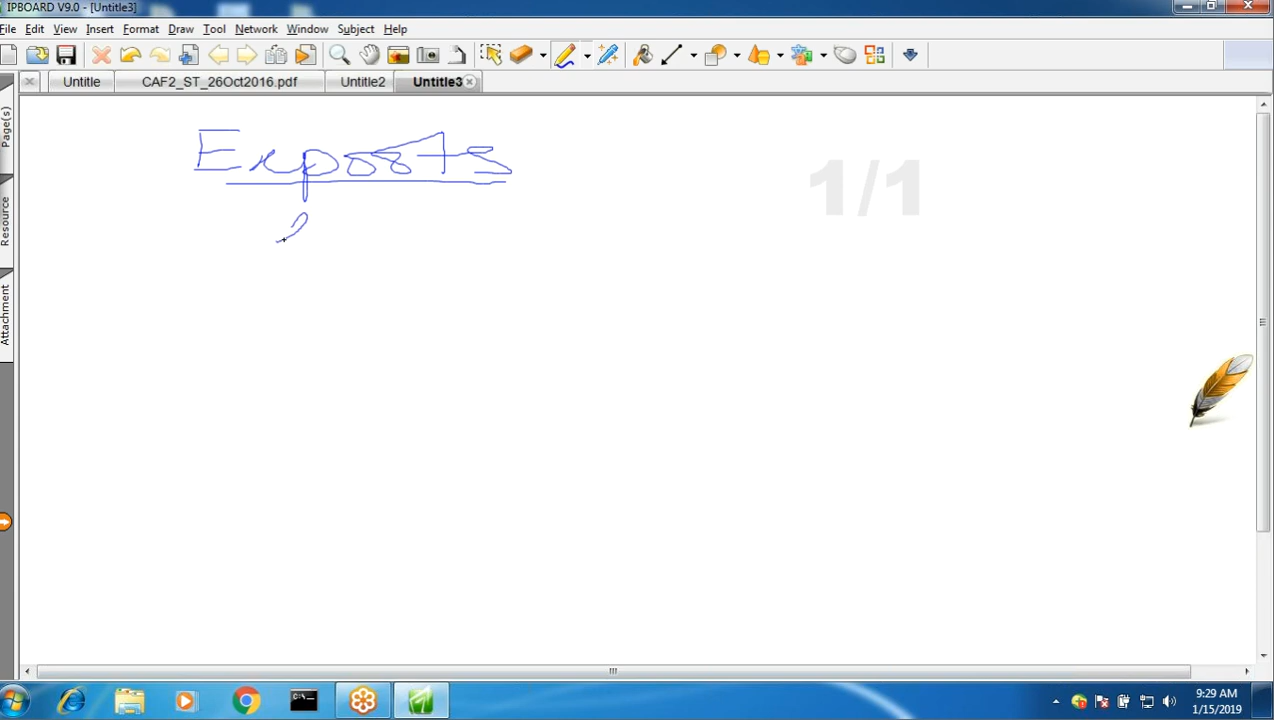 IPBOARD V9.0 - [Untitle3]
File Edit View Insert Format Draw Tool Network Window Subject Help
Untitle CAF2_ST_26Oct2016.pdf Untitle2 Untitle3
Page(s)
Resource
Attachment
Exports
1/1
9:29 AM
1/15/2019